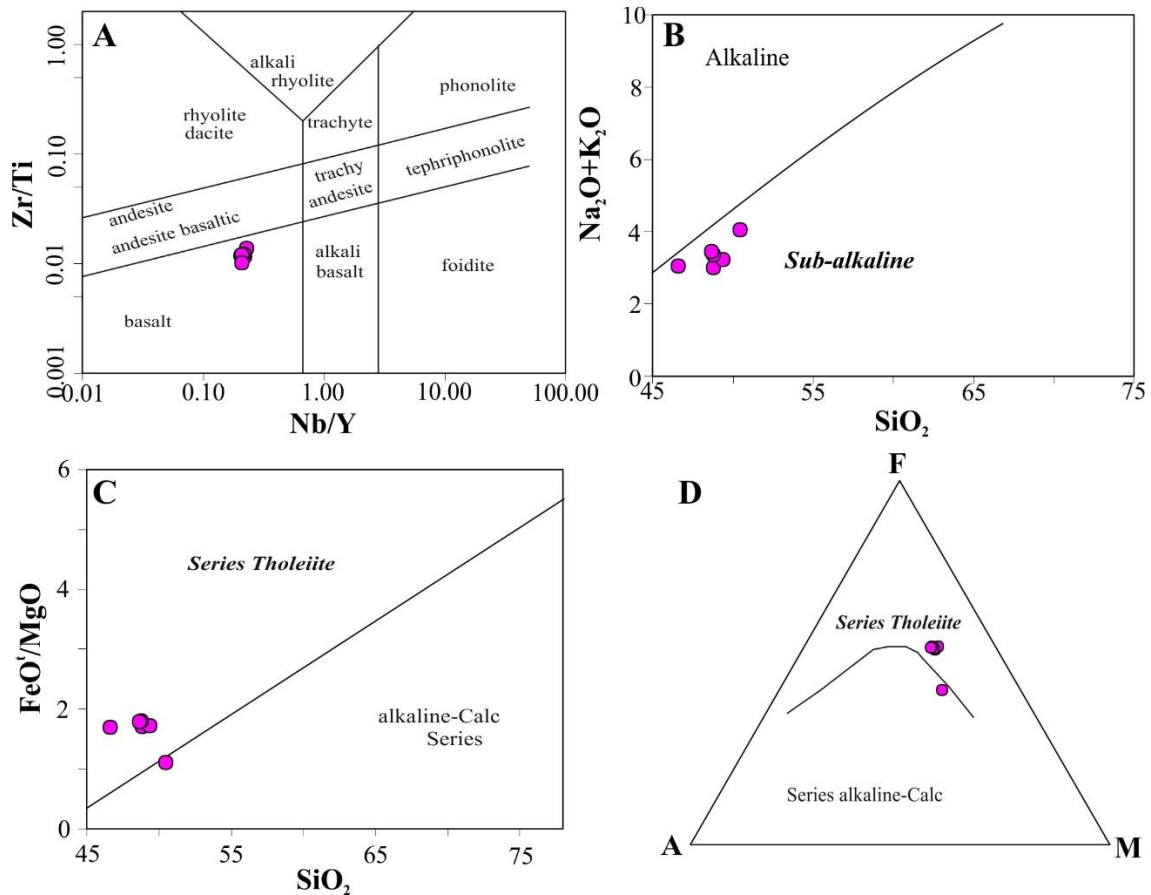 A
alkali
rhyolite
phonolite
rhyolite
dacite
trachyte
tephriphonolite
trachy
andesite
andesite
andesite basaltic
alkali
basalt
foidite
basalt
1.00
0.10
0.01
0.001
Zr/Ti
0.01
0.10
1.00
10.00
100.00
Nb/Y
B
Alkaline
Sub-alkaline
10
8
6
4
2
0
Na₂O+K₂O
45
55
65
75
SiO₂
C
Series Tholeiite
alkaline-Calc
Series
6
4
2
0
FeOᵗ/MgO
45
55
65
75
SiO₂
D
F
Series Tholeiite
Series alkaline-Calc
A
M